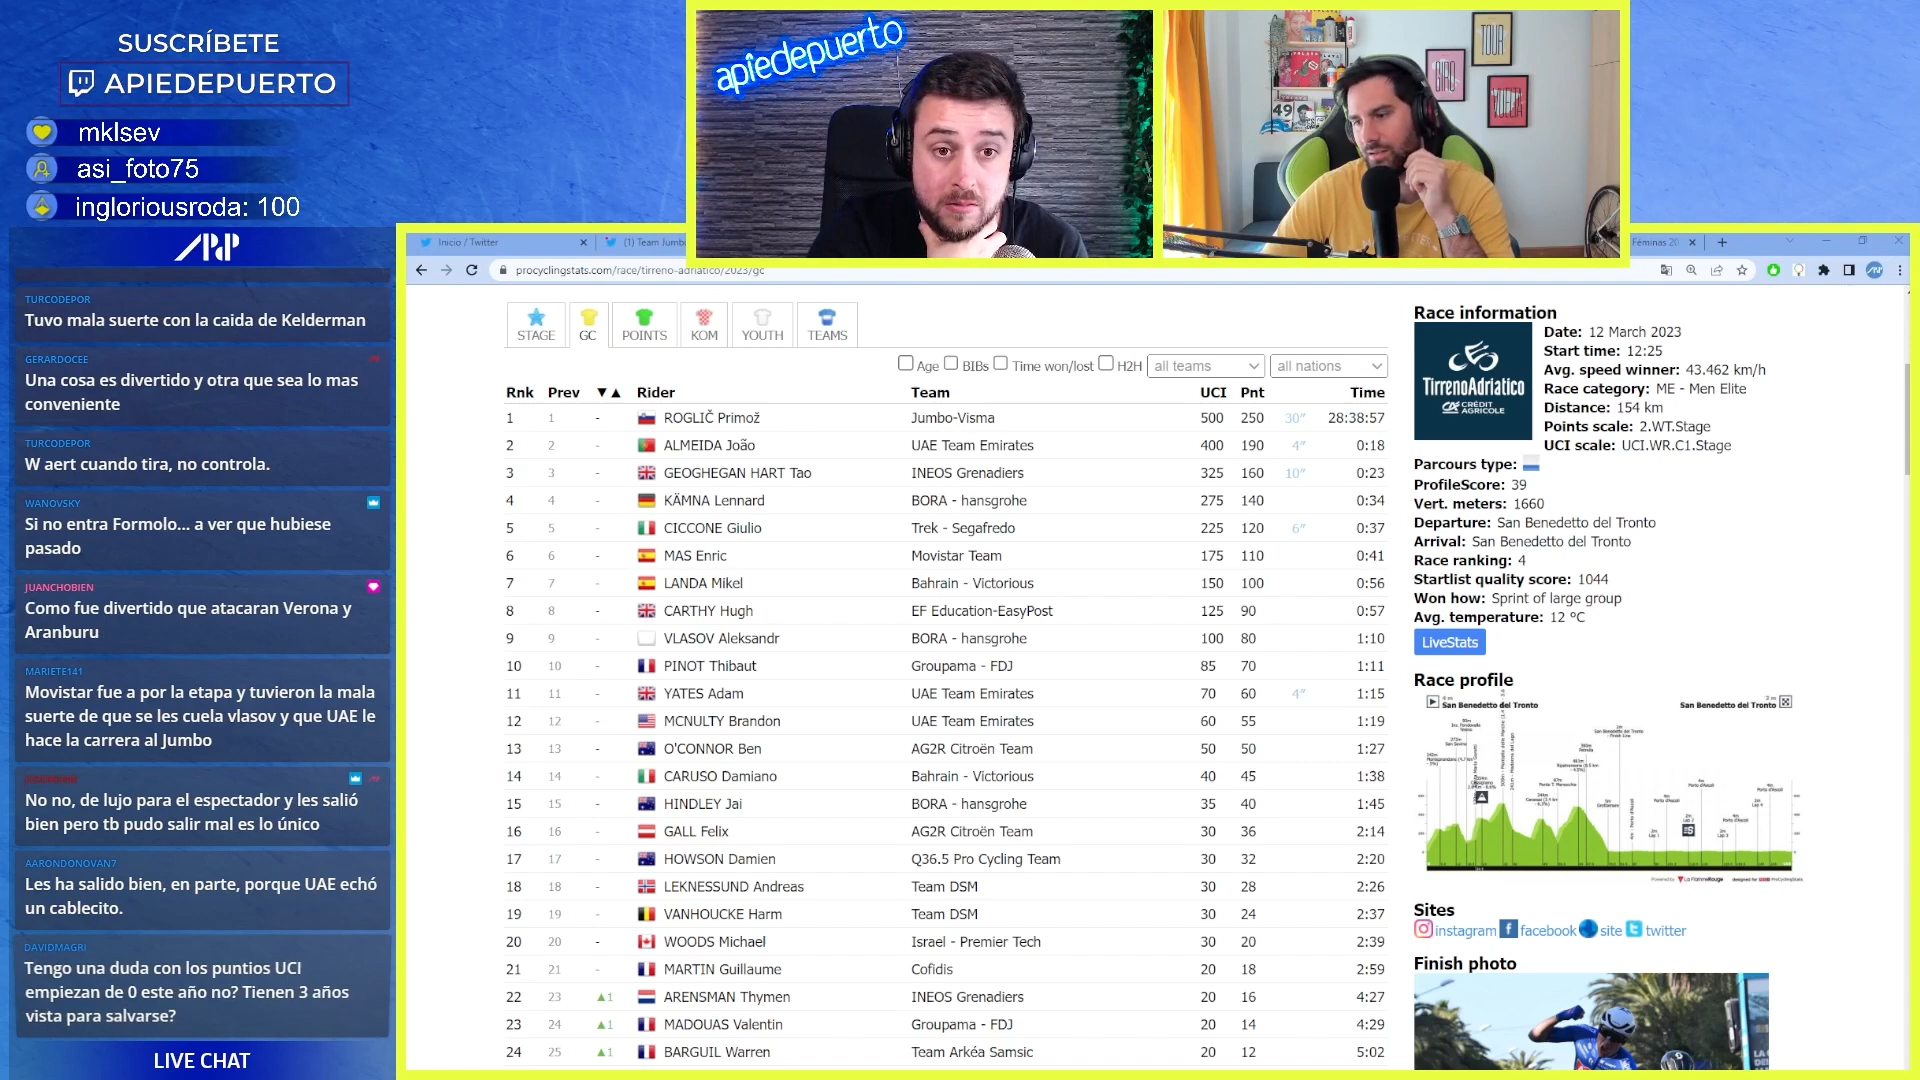 SUSCRÍBETE
APIEDEPUERTO
mklsev
asi_foto75
ingloriousroda: 100
apiedepuerto
TOUR
GIRO
49
TURCODEPOR
Tuvo mala suerte con la caida de Kelderman
GERARDOCEE
Una cosa es divertido y otra que sea lo mas
conveniente
TURCODEPOR
W aert cuando tira, no controla.
WANOVSKY
Si no entra Formolo... a ver que hubiese
pasado
JUANCHOBIEN
Como fue divertido que atacaran Verona y
Aranburu
MARIETE141
Movistar fue a por la etapa y tuvieron la mala
suerte de que se les cuela vlasov y que UAE le
hace la carrera al Jumbo
No no, de lujo para el espectador y les salió
bien pero tb pudo salir mal es lo único
AARONDONOVAN7
Les ha salido bien, en parte, porque UAE echó
un cablecito.
DAVIDMAGRI
Tengo una duda con los puntios UCI
empiezan de 0 este año no? Tienen 3 años
vista para salvarse?
LIVE CHAT
Inicio / Twitter
(1) Team Jumb
Féminas 20
procyclingstats.com/race/tirreno-adriatico/2023/gc
STAGE GC POINTS KOM YOUTH TEAMS
Age BIBs Time won/lost H2H all teams all nations
Rnk Prev ▼▲ Rider Team UCI Pnt Time
1 1 - ROGLIČ Primož Jumbo-Visma 500 250 30″ 28:38:57
2 2 - ALMEIDA João UAE Team Emirates 400 190 4″ 0:18
3 3 - GEOGHEGAN HART Tao INEOS Grenadiers 325 160 10″ 0:23
4 4 - KÄMNA Lennard BORA - hansgrohe 275 140 0:34
5 5 - CICCONE Giulio Trek - Segafredo 225 120 6″ 0:37
6 6 - MAS Enric Movistar Team 175 110 0:41
7 7 - LANDA Mikel Bahrain - Victorious 150 100 0:56
8 8 - CARTHY Hugh EF Education-EasyPost 125 90 0:57
9 9 - VLASOV Aleksandr BORA - hansgrohe 100 80 1:10
10 10 - PINOT Thibaut Groupama - FDJ 85 70 1:11
11 11 - YATES Adam UAE Team Emirates 70 60 4″ 1:15
12 12 - MCNULTY Brandon UAE Team Emirates 60 55 1:19
13 13 - O'CONNOR Ben AG2R Citroën Team 50 50 1:27
14 14 - CARUSO Damiano Bahrain - Victorious 40 45 1:38
15 15 - HINDLEY Jai BORA - hansgrohe 35 40 1:45
16 16 - GALL Felix AG2R Citroën Team 30 36 2:14
17 17 - HOWSON Damien Q36.5 Pro Cycling Team 30 32 2:20
18 18 - LEKNESSUND Andreas Team DSM 30 28 2:26
19 19 - VANHOUCKE Harm Team DSM 30 24 2:37
20 20 - WOODS Michael Israel - Premier Tech 30 20 2:39
21 21 - MARTIN Guillaume Cofidis 20 18 2:59
22 23 ▲1 ARENSMAN Thymen INEOS Grenadiers 20 16 4:27
23 24 ▲1 MADOUAS Valentin Groupama - FDJ 20 14 4:29
24 25 ▲1 BARGUIL Warren Team Arkéa Samsic 20 12 5:02
Race information
TirrenoAdriatico
CRÉDIT
AGRICOLE
Date: 12 March 2023
Start time: 12:25
Avg. speed winner: 43.462 km/h
Race category: ME - Men Elite
Distance: 154 km
Points scale: 2.WT.Stage
UCI scale: UCI.WR.C1.Stage
Parcours type:
ProfileScore: 39
Vert. meters: 1660
Departure: San Benedetto del Tronto
Arrival: San Benedetto del Tronto
Race ranking: 4
Startlist quality score: 1044
Won how: Sprint of large group
Avg. temperature: 12 °C
LiveStats
Race profile
San Benedetto del Tronto
San Benedetto del Tronto
Sites
instagram facebook site twitter
Finish photo